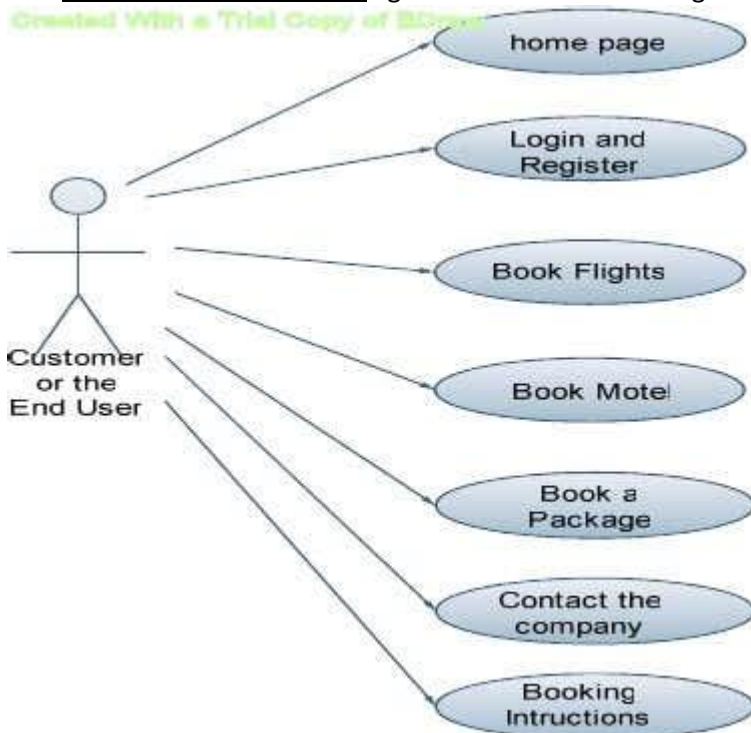 Created With a Trial Copy of
home page
Login and
Register
Book Flights
Book Motel
Book a
Package
Contact the
company
Booking
Intructions
Customer
or the
End User